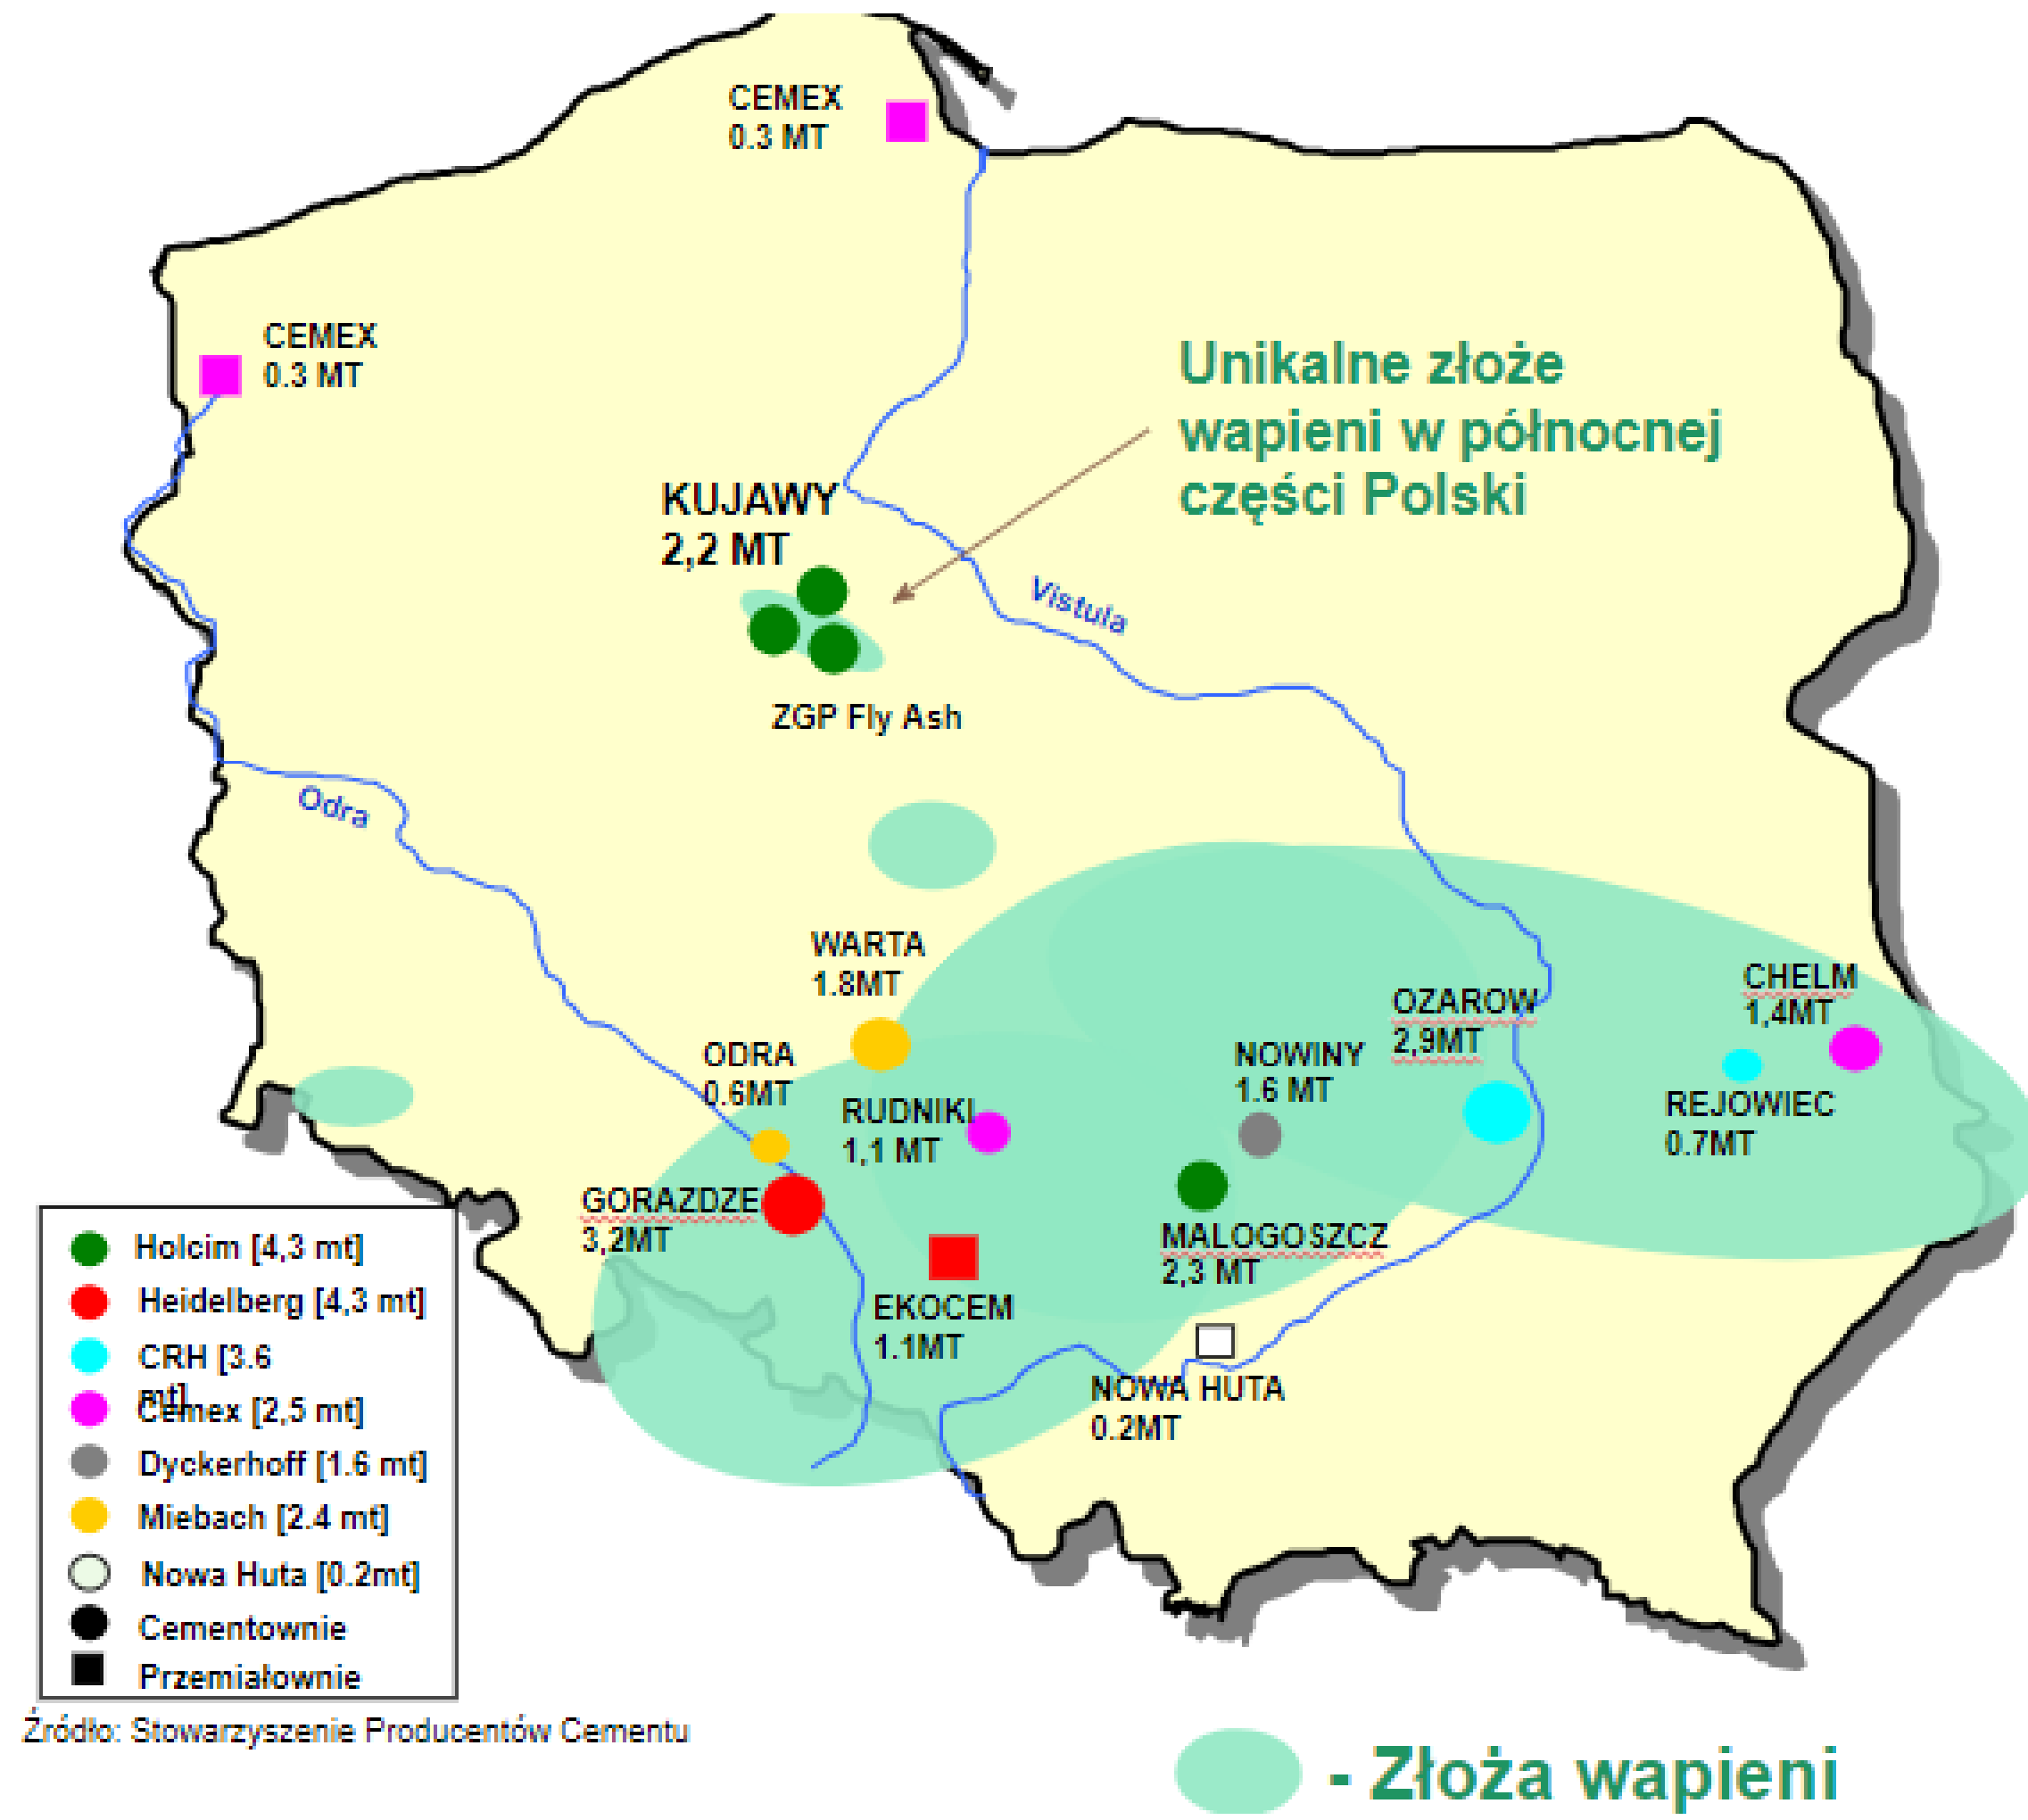 CEMEX
0.3 MT
CEMEX
0.3 MT
Unikalne złoże
wapieni w północnej
części Polski
KUJAWY
2,2 MT
Vistula
ZGP Fly Ash
Odra
WARTA
1.8MT
OZAROW
2,9MT
CHELM
1,4MT
ODRA
0.6MT
NOWINY
1.6 MT
RUDNIKI
1,1 MT
REJOWIEC
0.7MT
GORAZDZE
3,2MT
MALOGOSZCZ
2,3 MT
EKOCEM
1.1MT
NOWA HUTA
0.2MT
Holcim [4,3 mt]
Heidelberg [4,3 mt]
CRH [3.6
mt]
Cemex [2,5 mt]
Dyckerhoff [1.6 mt]
Miebach [2.4 mt]
Nowa Huta [0.2mt]
Cementownie
Przemiałownie
Źródło: Stowarzyszenie Producentów Cementu
- Złoża wapieni